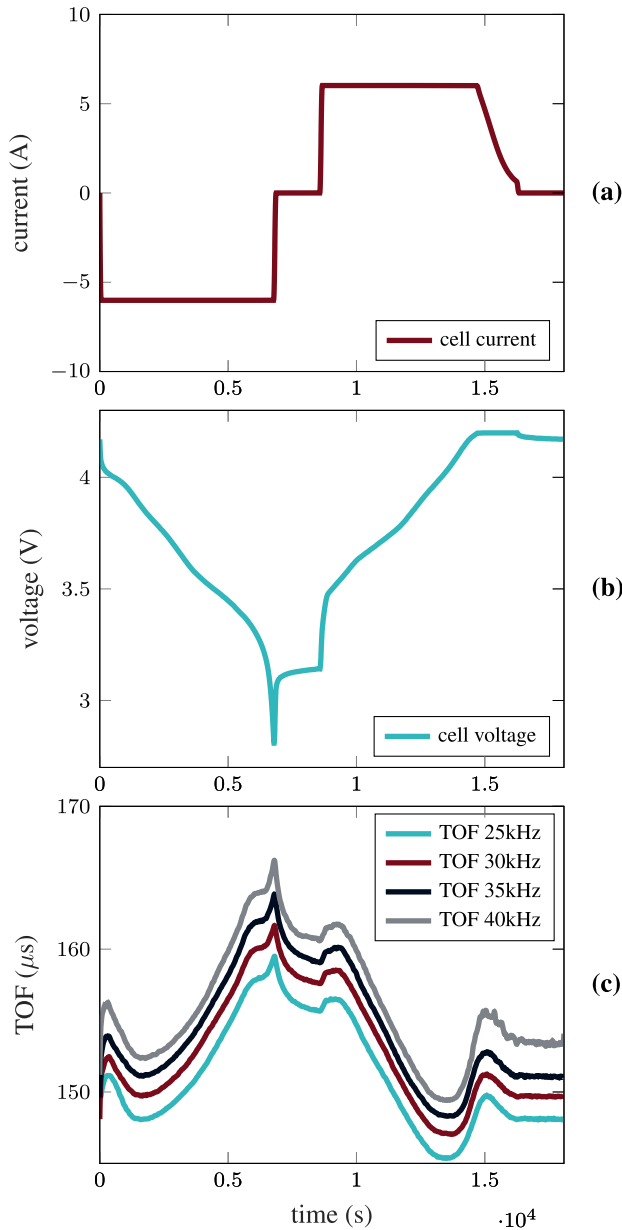 10
5
0
−5
−10
current (A)
cell current
(a)
0
0.5
1
1.5
4
3.5
3
voltage (V)
cell voltage
(b)
0
0.5
1
1.5
170
160
150
TOF (μs)
TOF 25kHz
TOF 30kHz
TOF 35kHz
TOF 40kHz
(c)
0
0.5
1
1.5
time (s)
·10⁴